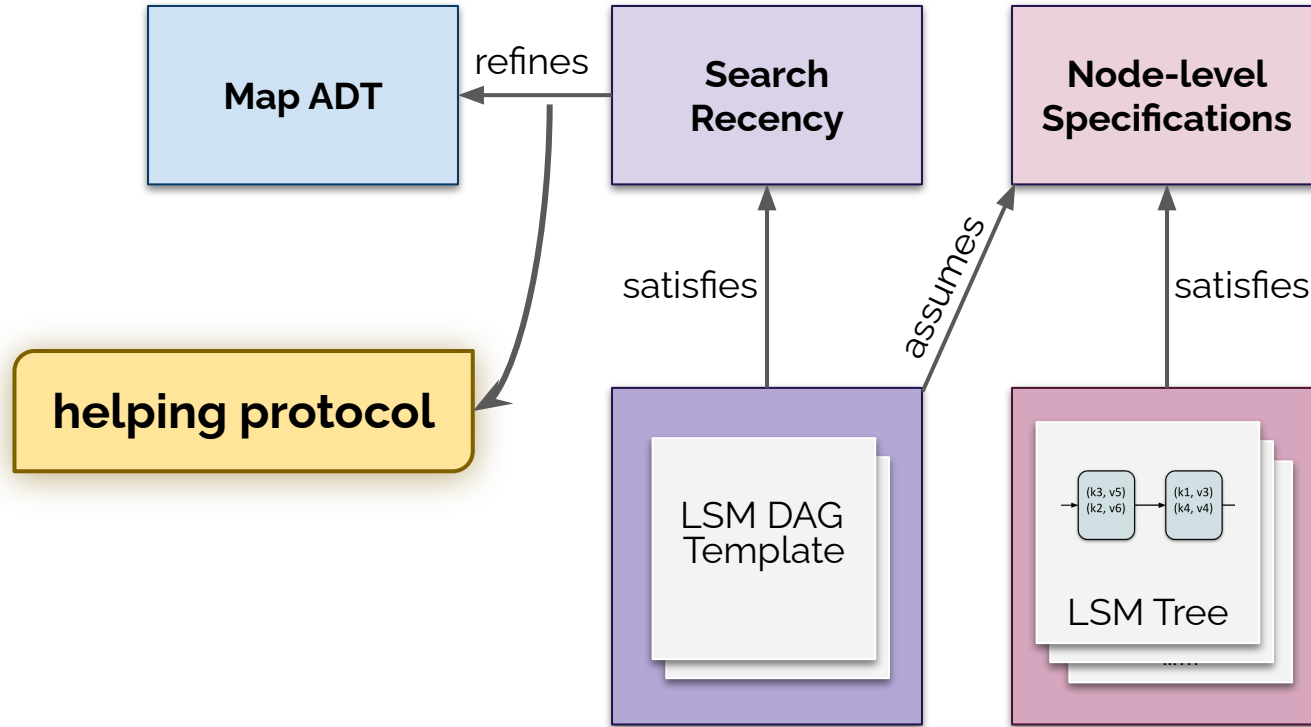 Map ADT
refines
Search
Recency
Node-level
Specifications
satisfies
assumes
satisfies
helping protocol
LSM DAG
Template
(k3, v5)
(k2, v6)
(k1, v3)
(k4, v4)
LSM Tree